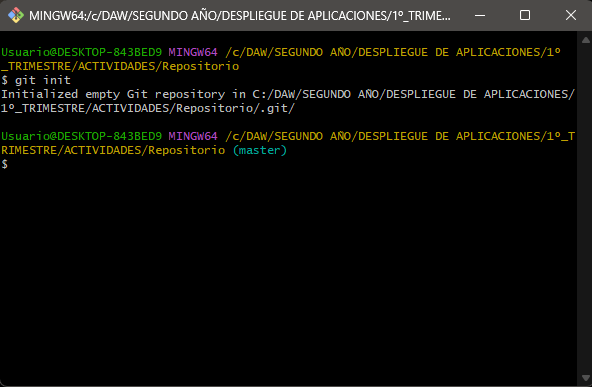 MINGW64:/c/DAW/SEGUNDO AÑO/DESPLIEGUE DE APLICACIONES/1º_TRIME...
Usuario@DESKTOP-843BED9 MINGW64 /c/DAW/SEGUNDO AÑO/DESPLIEGUE DE APLICACIONES/1º
_TRIMESTRE/ACTIVIDADES/Repositorio
$ git init
Initialized empty Git repository in C:/DAW/SEGUNDO AÑO/DESPLIEGUE DE APLICACIONES/
1º_TRIMESTRE/ACTIVIDADES/Repositorio/.git/
Usuario@DESKTOP-843BED9 MINGW64 /c/DAW/SEGUNDO AÑO/DESPLIEGUE DE APLICACIONES/1º_T
RIMESTRE/ACTIVIDADES/Repositorio (master)
$